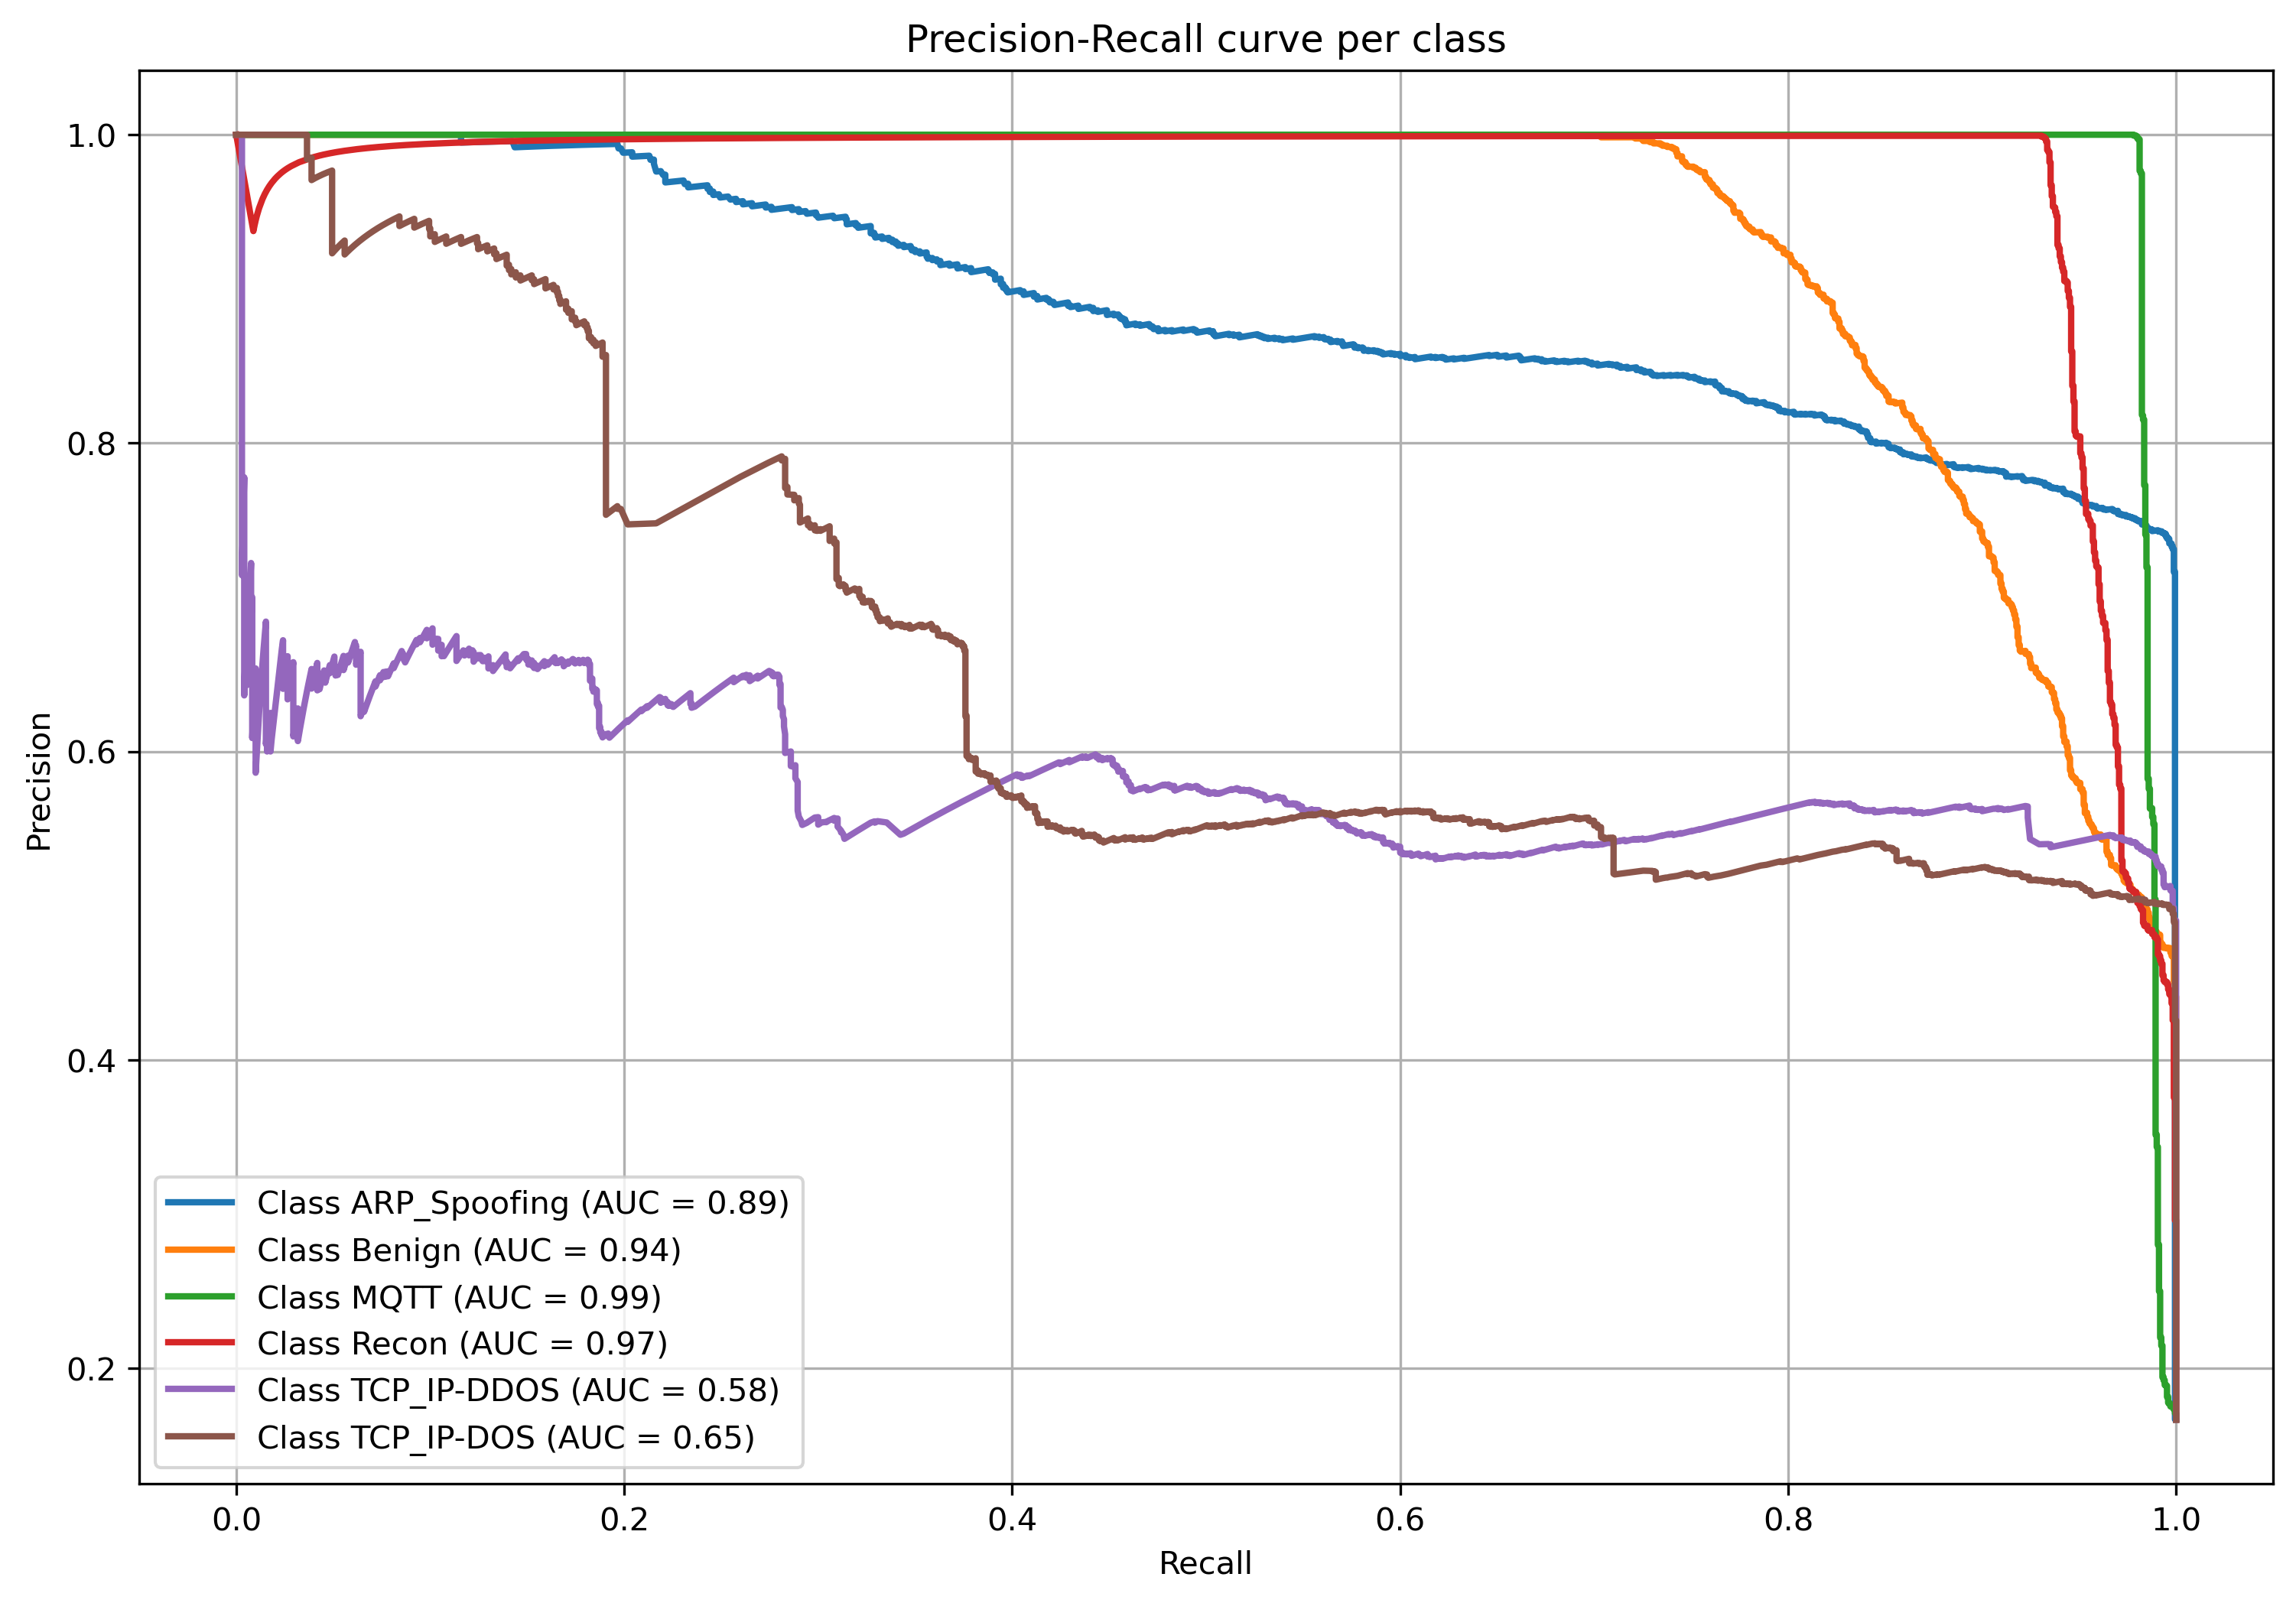 Precision-Recall curve per class
1.0
0.8
0.6
0.4
0.2
Precision
Class ARP_Spoofing (AUC = 0.89)
Class Benign (AUC = 0.94)
Class MQTT (AUC = 0.99)
Class Recon (AUC = 0.97)
Class TCP_IP-DDOS (AUC = 0.58)
Class TCP_IP-DOS (AUC = 0.65)
0.0 0.2 0.4 0.6 0.8 1.0
Recall